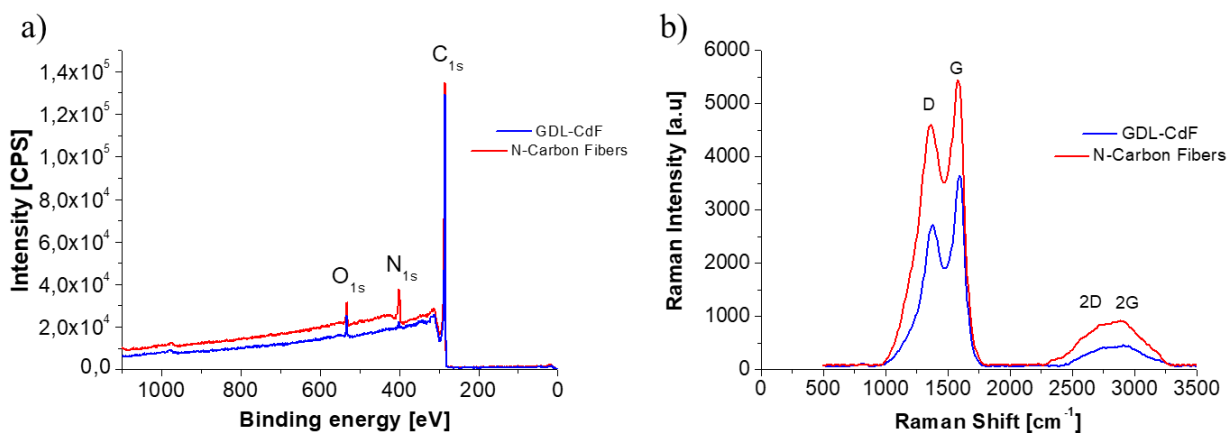 a)
C1s
1,4x10^5
1,2x10^5
1,0x10^5
8,0x10^4
6,0x10^4
4,0x10^4
2,0x10^4
0,0
Intensity [CPS]
GDL-CdF
N-Carbon Fibers
O1s
N1s
1000 800 600 400 200 0
Binding energy [eV]
b)
6000
5000
4000
3000
2000
1000
0
Raman Intensity [a.u]
G
D
GDL-CdF
N-Carbon Fibers
2D 2G
0 500 1000 1500 2000 2500 3000 3500
Raman Shift [cm^-1]